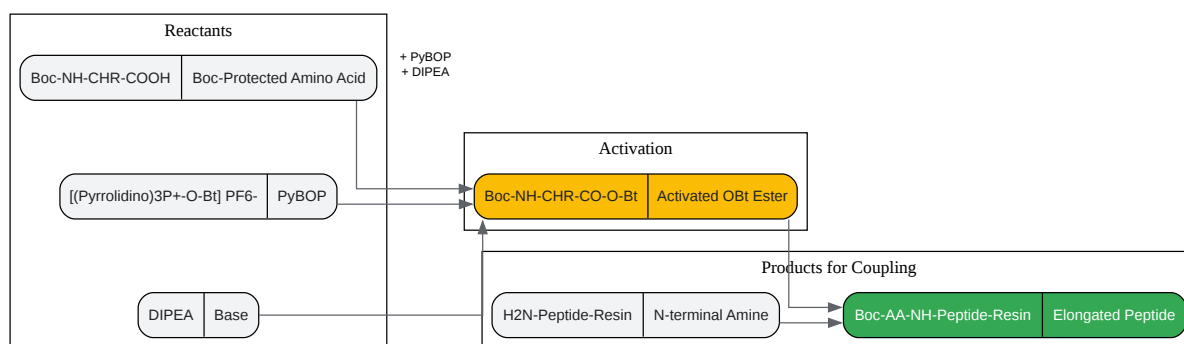 Reactants
Boc-NH-CHR-COOH
Boc-Protected Amino Acid
+ PyBOP
+ DIPEA
Activation
[(Pyrrolidino)3P+-O-Bt] PF6-
PyBOP
Boc-NH-CHR-CO-O-Bt
Activated OBt Ester
Products for Coupling
DIPEA
Base
H2N-Peptide-Resin
N-terminal Amine
Boc-AA-NH-Peptide-Resin
Elongated Peptide